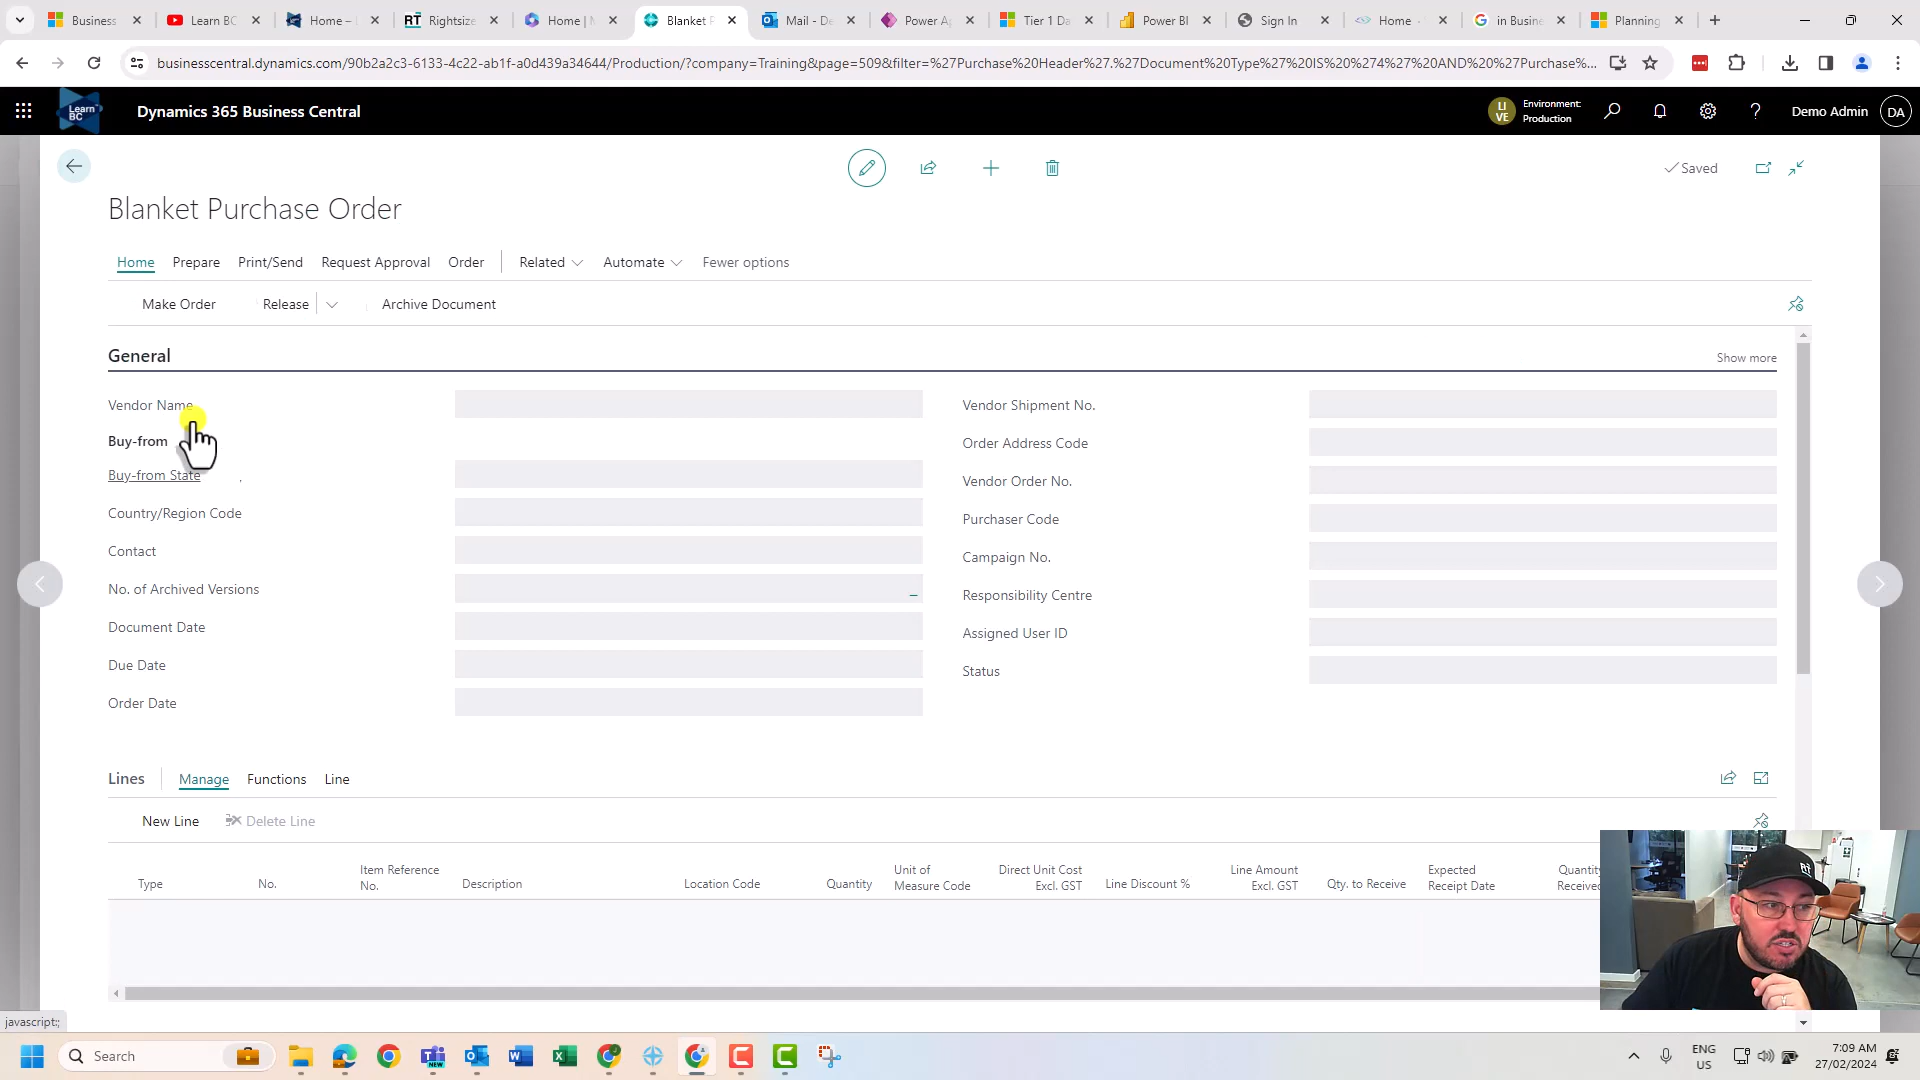 Business
Learn BC
Home –
RT Rightsize
Home | N
Blanket P
Mail - De
Power Ap
Tier 1 Da
Power BI
Sign In
Home -
in Busine
Planning
businesscentral.dynamics.com/90b2a2c3-6133-4c22-ab1f-a0d439a34644/Production/?company=Training&page=509&filter=%27Purchase%20Header%27.%27Document%20Type%27%20IS%20%274%27%20AND%20%27Purchase%...
Learn BC
Dynamics 365 Business Central
LIVE
Environment: Production
Demo Admin
DA
Saved
Blanket Purchase Order
Home Prepare Print/Send Request Approval Order Related Automate Fewer options
Make Order Release Archive Document
General
Show more
Vendor Name
Buy-from
Buy-from State
Country/Region Code
Contact
No. of Archived Versions
Document Date
Due Date
Order Date
Vendor Shipment No.
Order Address Code
Vendor Order No.
Purchaser Code
Campaign No.
Responsibility Centre
Assigned User ID
Status
Lines Manage Functions Line
New Line Delete Line
Type
No.
Item Reference No.
Description
Location Code
Quantity
Unit of Measure Code
Direct Unit Cost Excl. GST
Line Discount %
Line Amount Excl. GST
Qty. to Receive
Expected Receipt Date
Quantity Received
javascript:;
Search
ENG
US
7:09 AM
27/02/2024